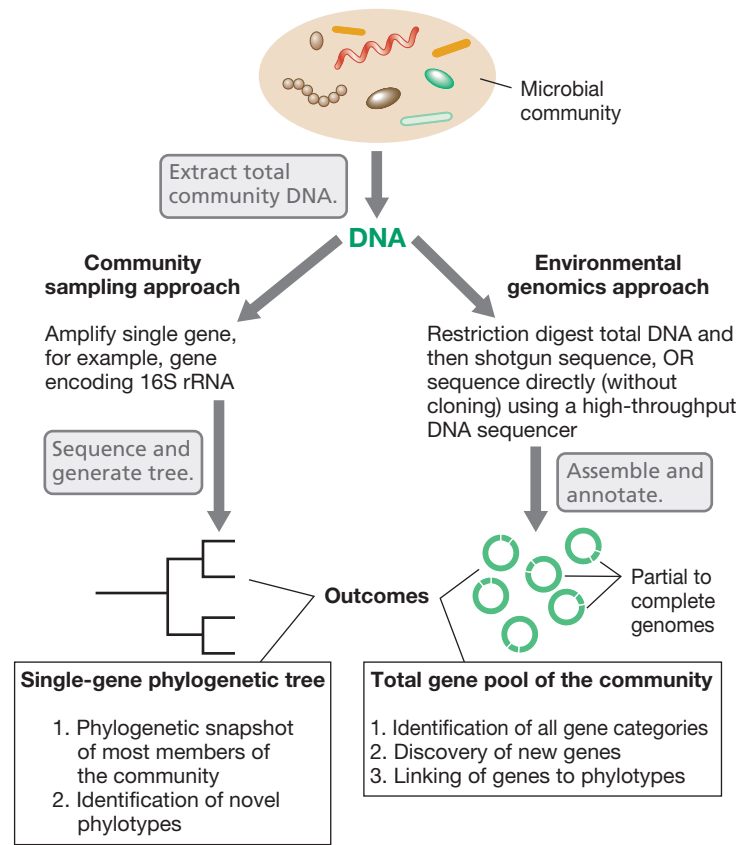 Microbial
community
Extract total
community DNA.
DNA
Community
sampling approach
Amplify single gene,
for example, gene
encoding 16S rRNA
Sequence and
generate tree.
Environmental
genomics approach
Restriction digest total DNA and
then shotgun sequence, OR
sequence directly (without
cloning) using a high-throughput
DNA sequencer
Assemble and
annotate.
Outcomes
Partial to
complete
genomes
Single-gene phylogenetic tree
1. Phylogenetic snapshot
of most members of
the community
2. Identification of novel
phylotypes
Total gene pool of the community
1. Identification of all gene categories
2. Discovery of new genes
3. Linking of genes to phylotypes